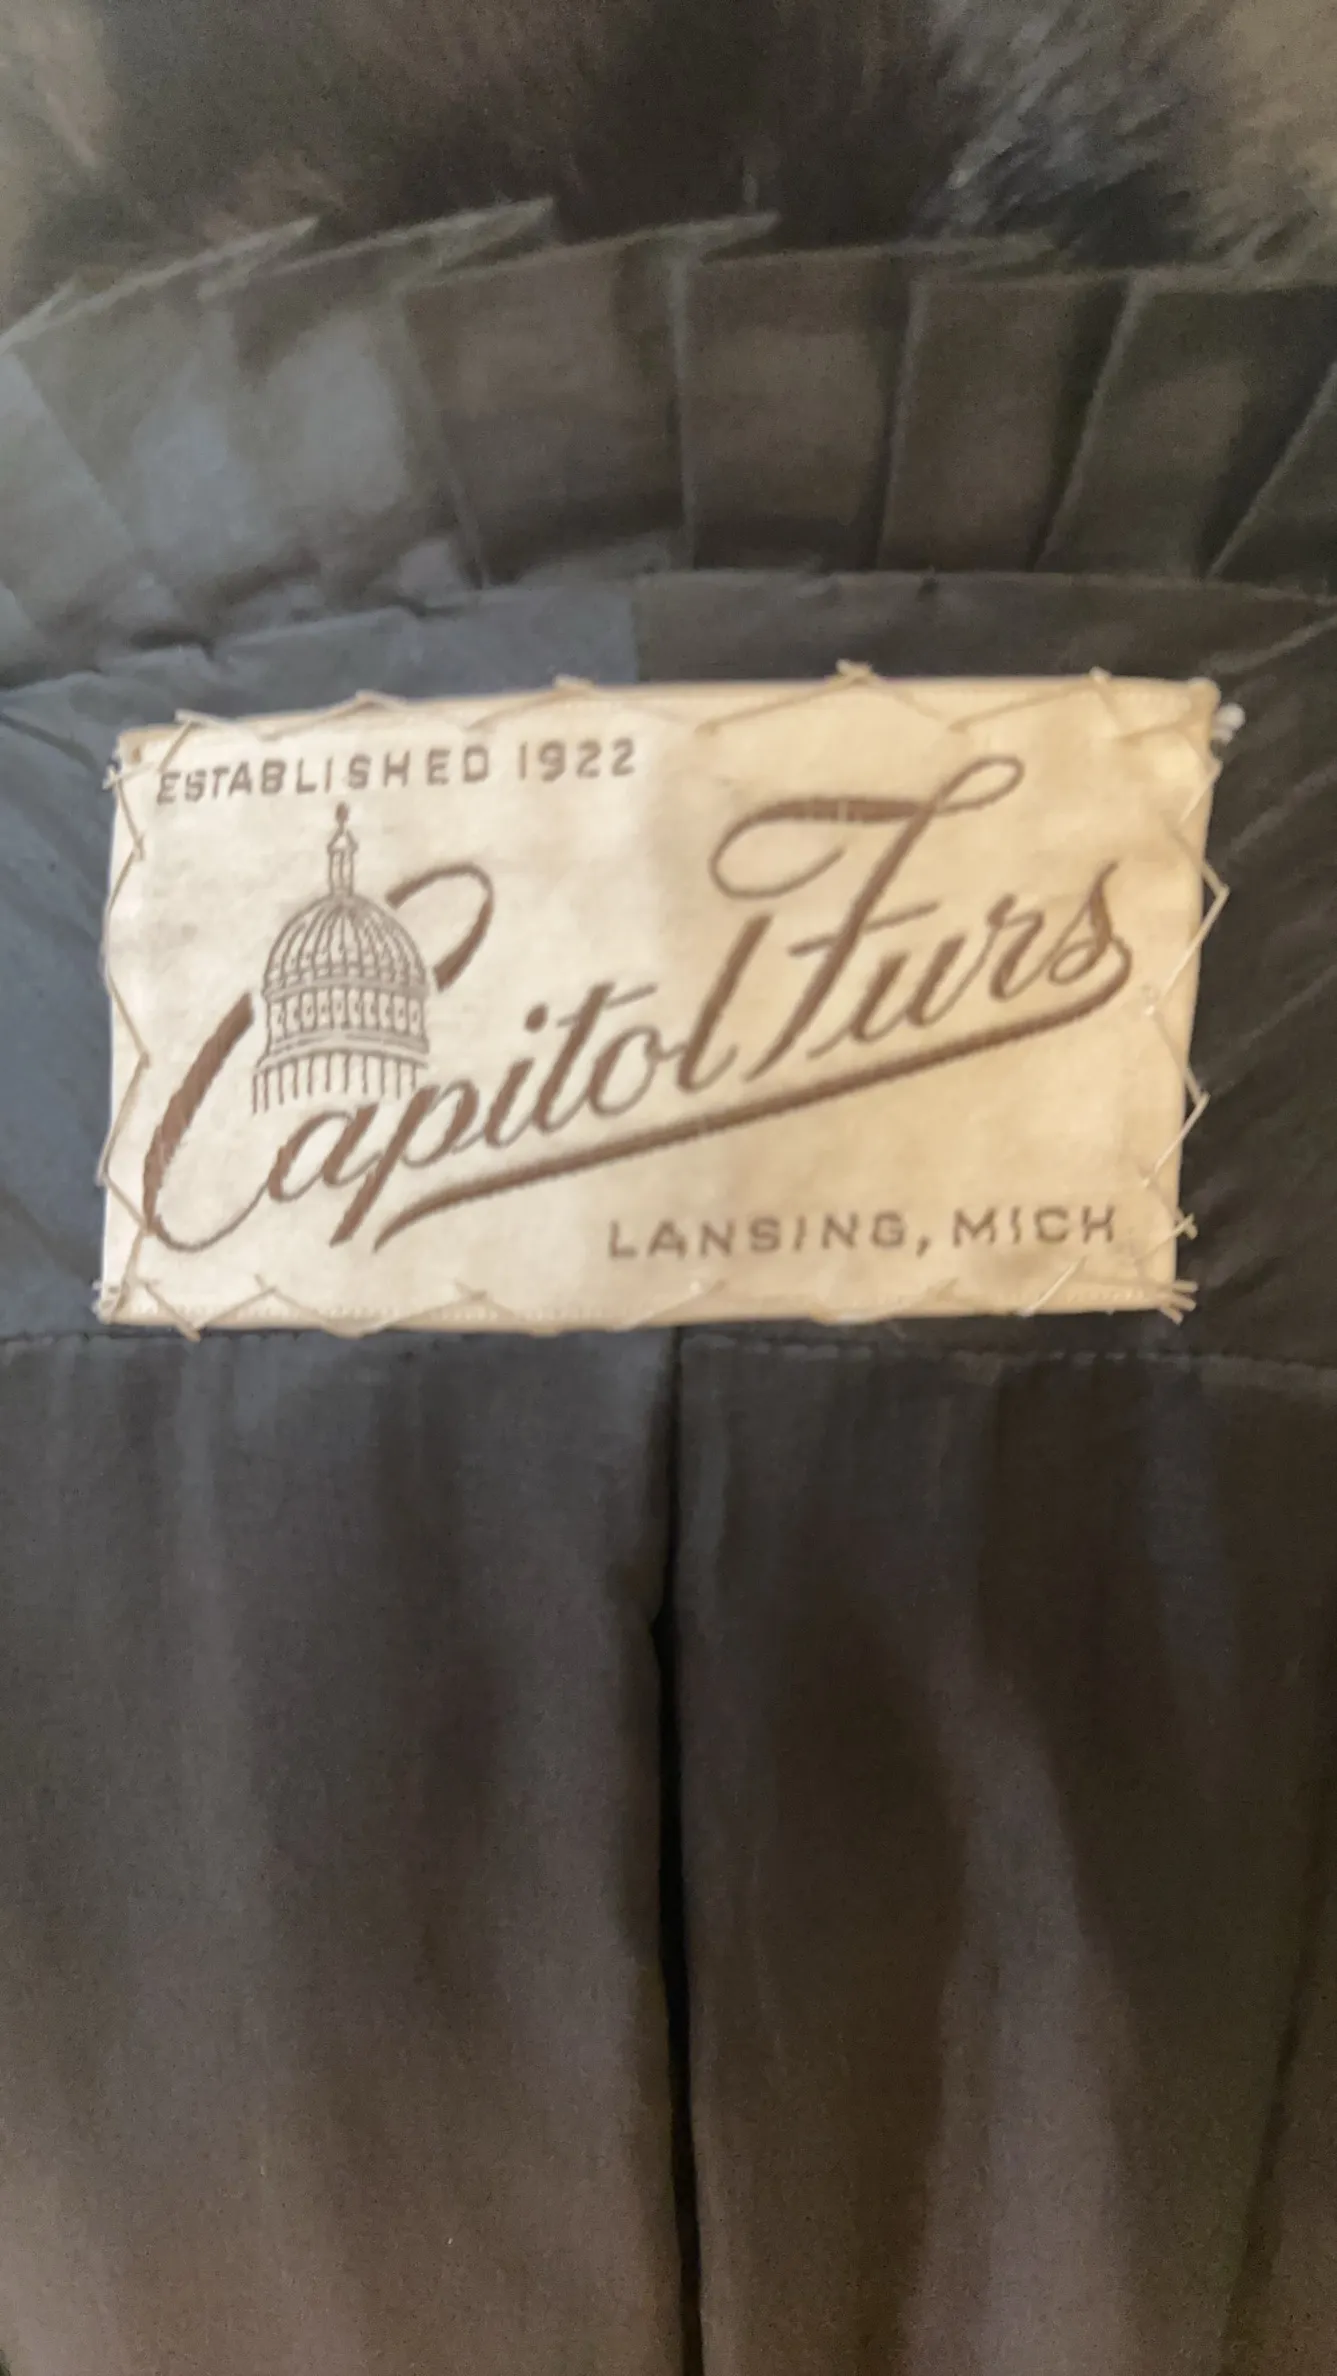 ESTABLISHED 1922
Capitol Furs
LANSING, MICH